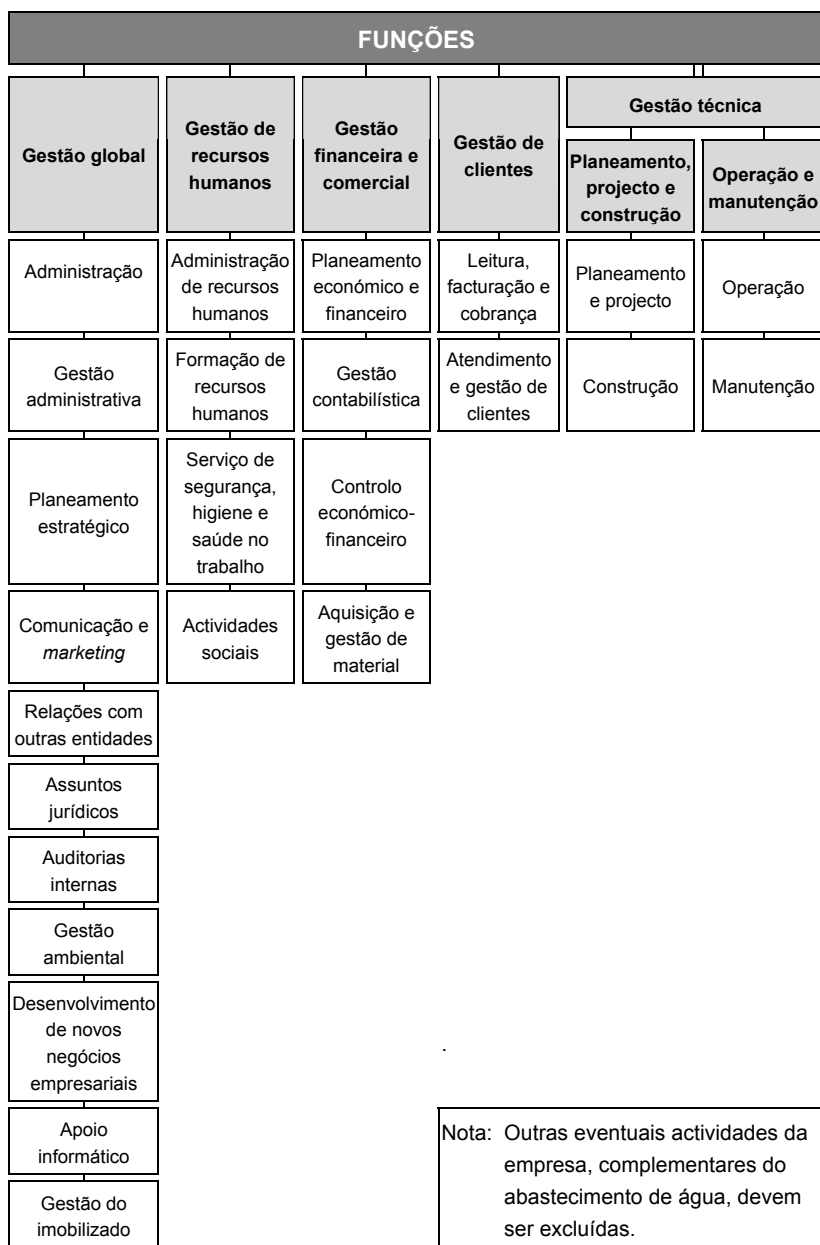 FUNÇÕES
Gestão global
Gestão de
recursos
humanos
Gestão
financeira e
comercial
Gestão de
clientes
Gestão técnica
Planeamento,
projecto e
construção
Operação e
manutenção
Administração
Administração
de recursos
humanos
Planeamento
económico e
financeiro
Leitura,
facturação e
cobrança
Planeamento
e projecto
Operação
Gestão
administrativa
Formação de
recursos
humanos
Gestão
contabilística
Atendimento
e gestão de
clientes
Construção
Manutenção
Planeamento
estratégico
Serviço de
segurança,
higiene e
saúde no
trabalho
Controlo
económico-
financeiro
Comunicação e
marketing
Actividades
sociais
Aquisição e
gestão de
material
Relações com
outras entidades
Assuntos
jurídicos
Auditorias
internas
Gestão
ambiental
Desenvolvimento
de novos
negócios
empresariais
.
Apoio
informático
Gestão do
imobilizado
Nota: Outras eventuais actividades da
empresa, complementares do
abastecimento de água, devem
ser excluídas.